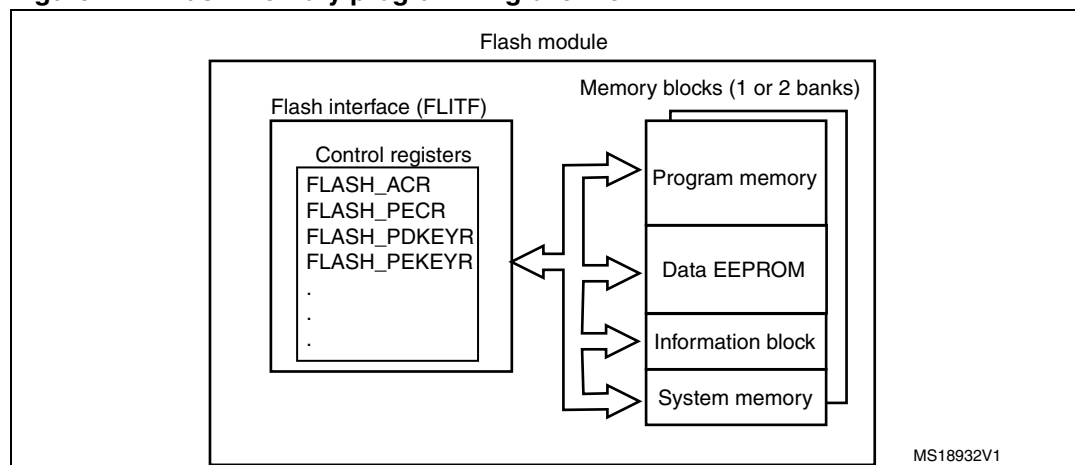 Flash module
Memory blocks (1 or 2 banks)
Flash interface (FLITF)
Control registers
FLASH_ACR
FLASH_PECR
FLASH_PDKEYR
FLASH_PEKEYR
.
.
.
Program memory
Data EEPROM
Information block
System memory
MS18932V1